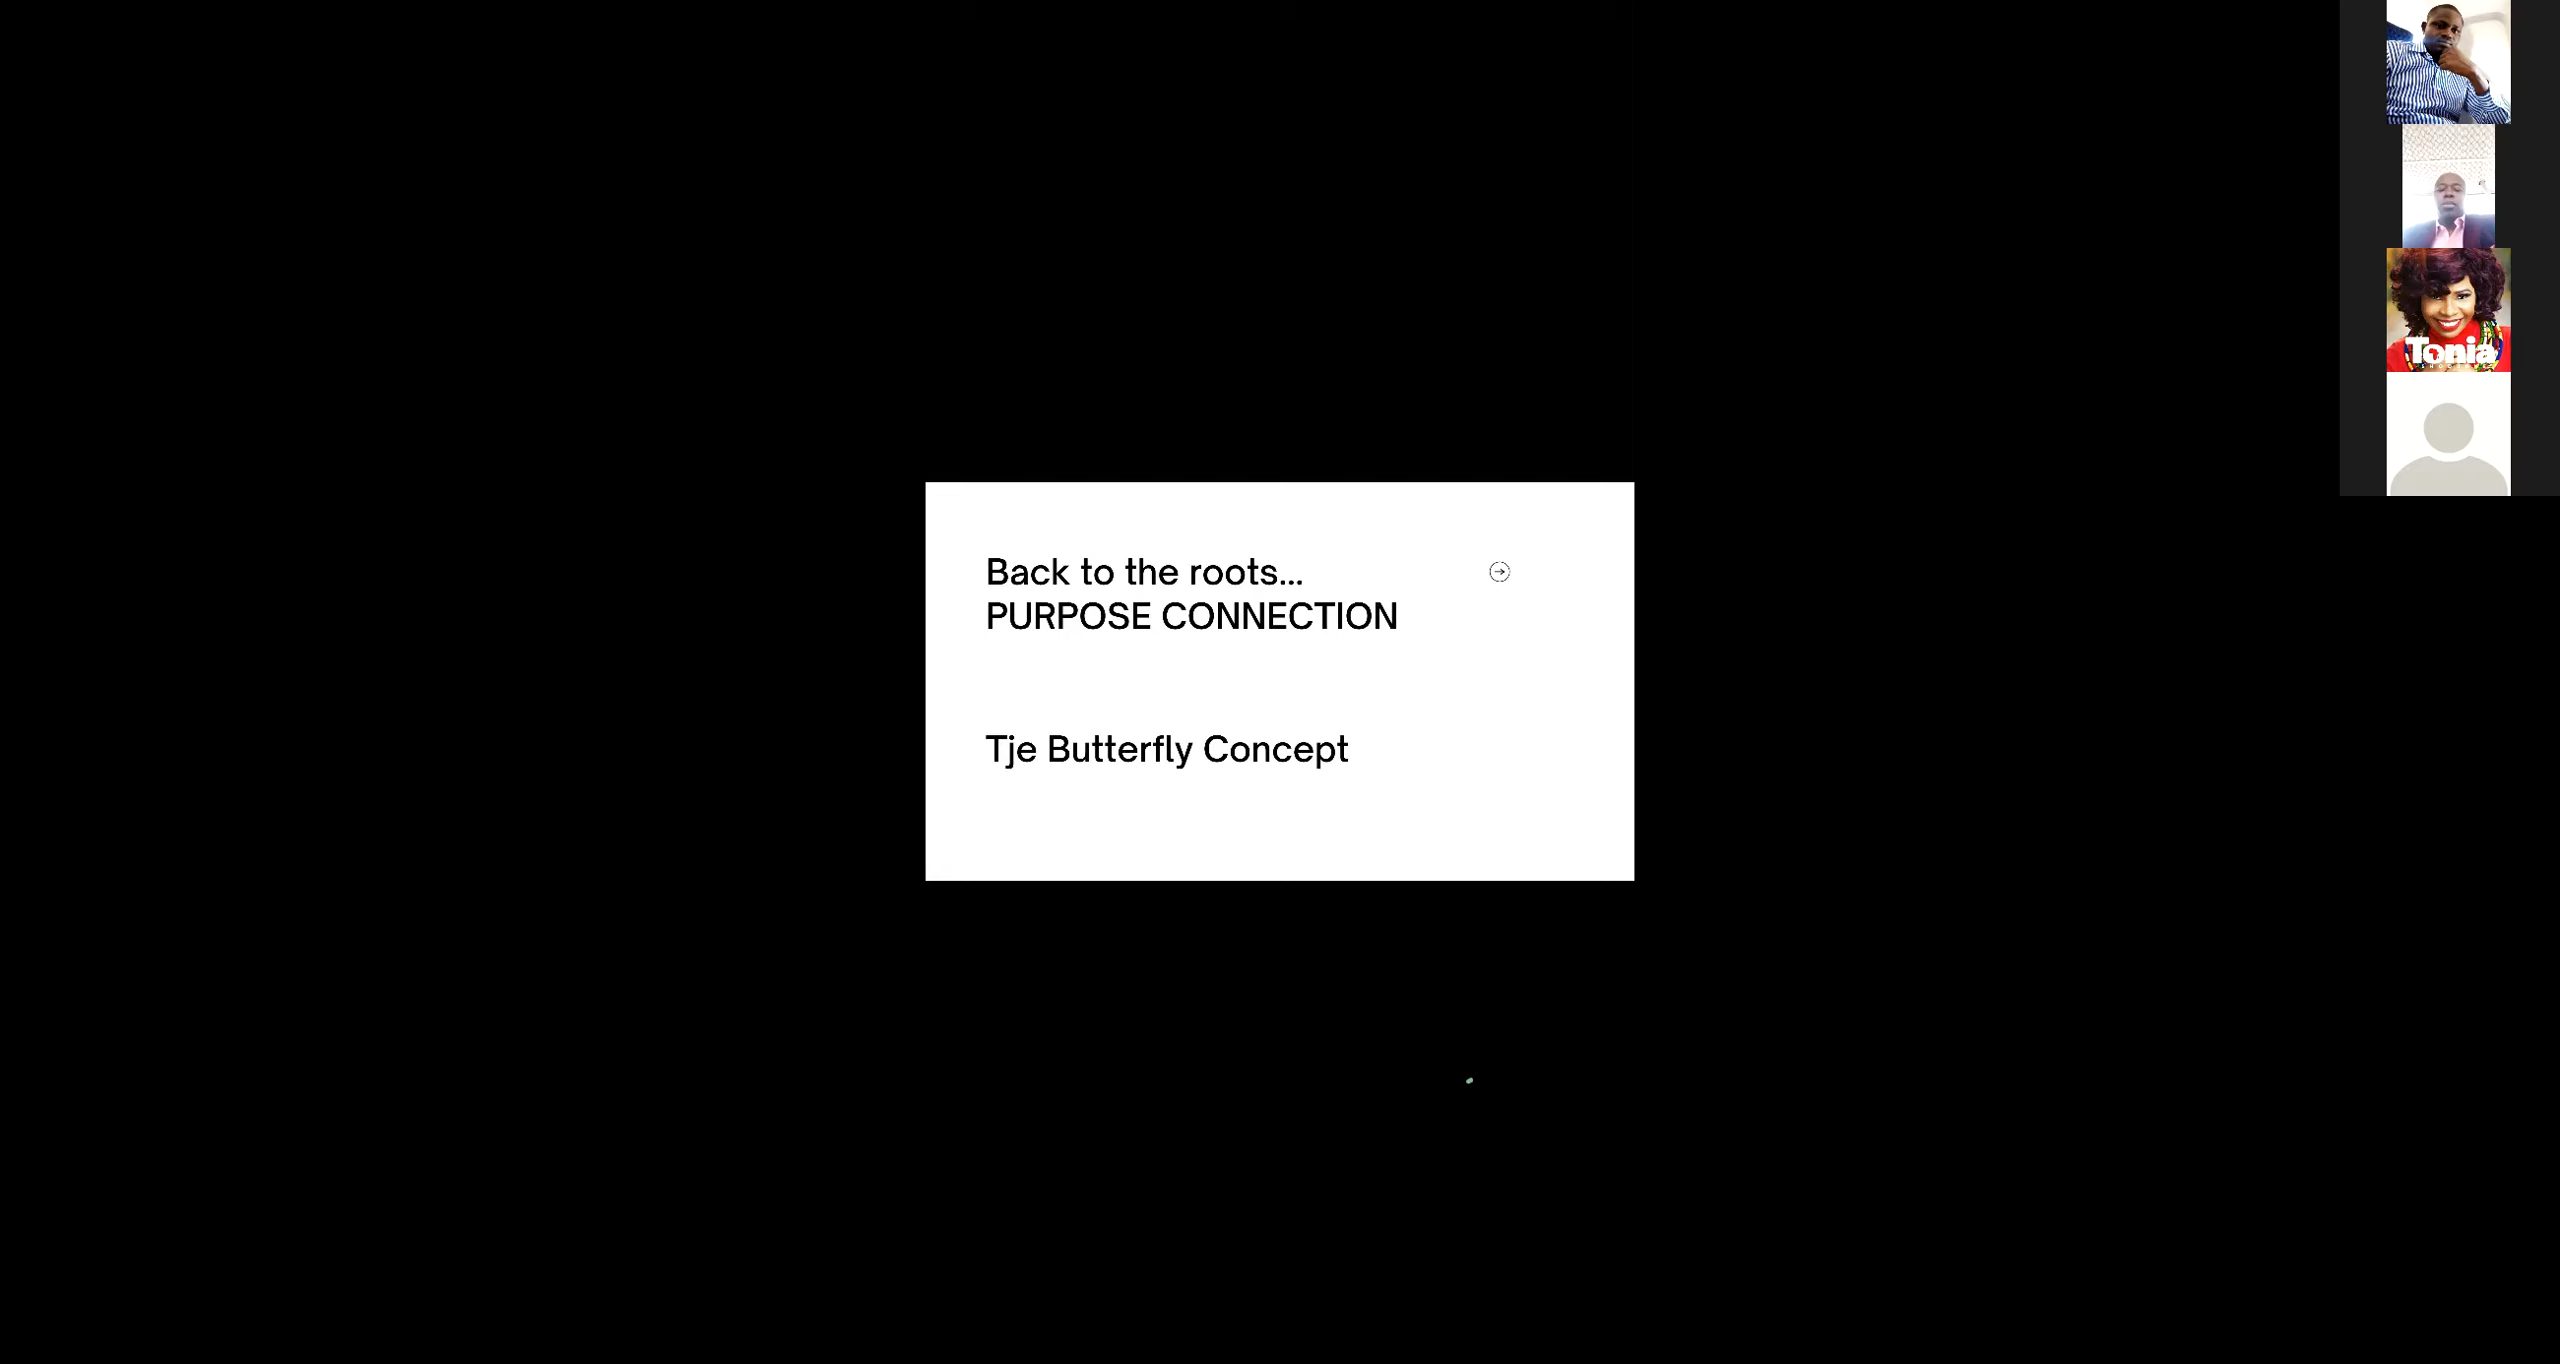 Back to the roots...
PURPOSE CONNECTION
Tje Butterfly Concept
Tonia